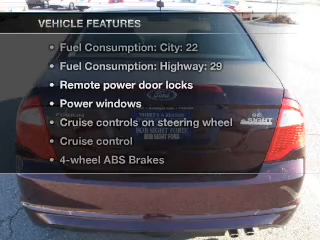 VEHICLE FEATURES
• Fuel Consumption: City: 22
• Fuel Consumption: Highway: 29
• Remote power door locks
• Power windows
• Cruise controls on steering wheel
• Cruise control
• 4-wheel ABS Brakes
Ford